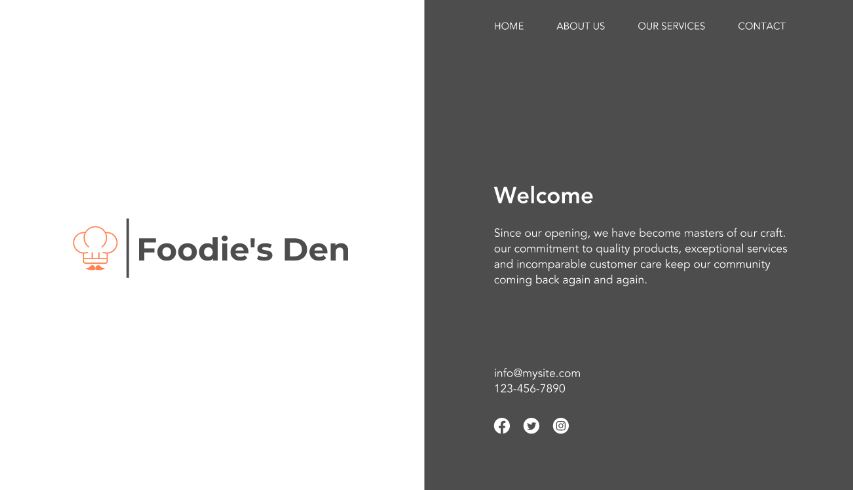 HOME ABOUT US OUR SERVICES CONTACT
Foodie's Den
Welcome
Since our opening, we have become masters of our craft.
our commitment to quality products, exceptional services
and incomparable customer care keep our community
coming back again and again.
info@mysite.com
123-456-7890